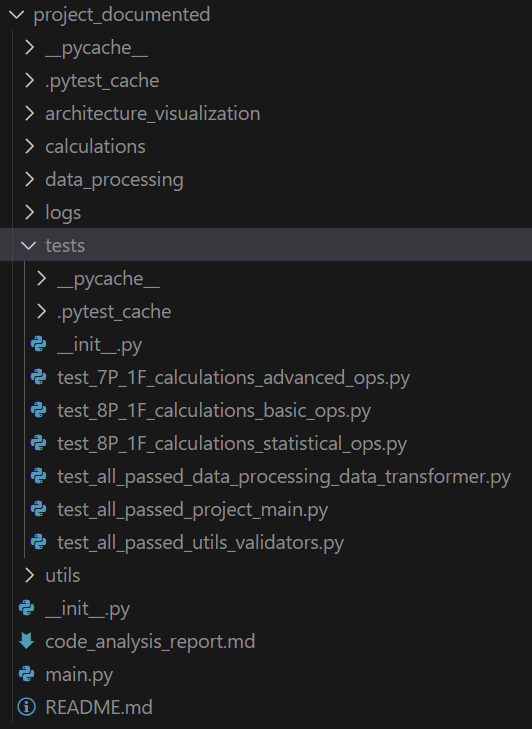 project_documented
__pycache__
.pytest_cache
architecture_visualization
calculations
data_processing
logs
tests
__pycache__
.pytest_cache
__init__.py
test_7P_1F_calculations_advanced_ops.py
test_8P_1F_calculations_basic_ops.py
test_8P_1F_calculations_statistical_ops.py
test_all_passed_data_processing_data_transformer.py
test_all_passed_project_main.py
test_all_passed_utils_validators.py
utils
__init__.py
code_analysis_report.md
main.py
README.md